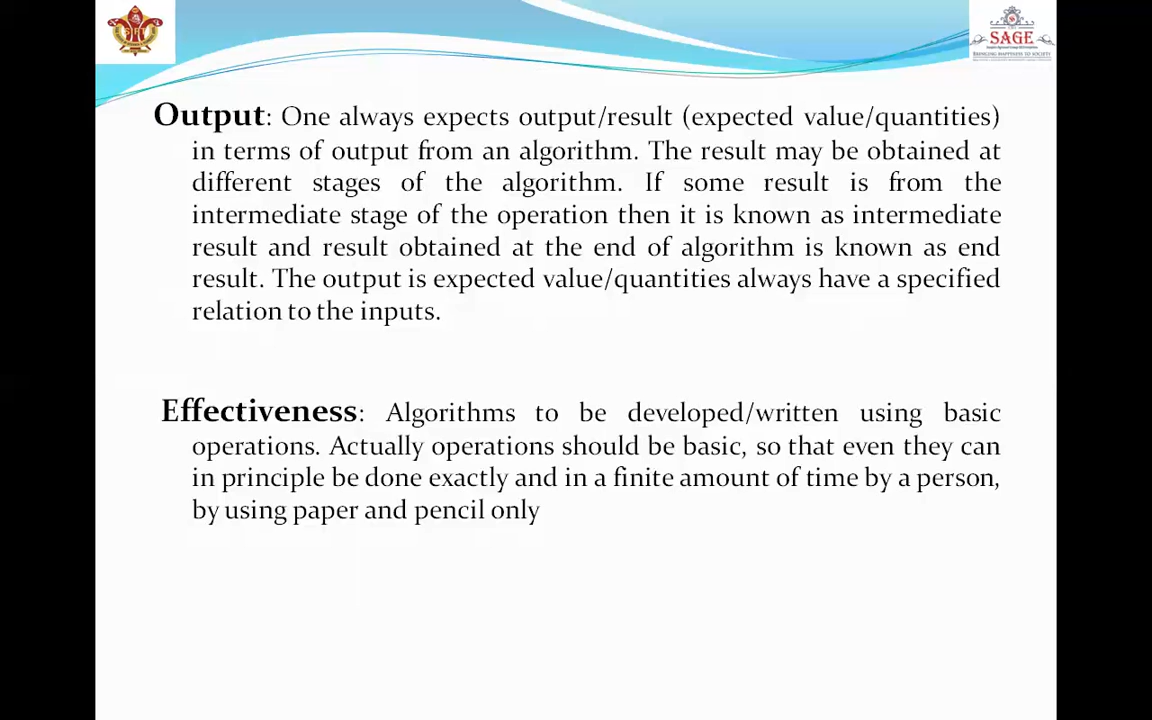 SAGE
Output: One always expects output/result (expected value/quantities)
in terms of output from an algorithm. The result may be obtained at
different stages of the algorithm. If some result is from the
intermediate stage of the operation then it is known as intermediate
result and result obtained at the end of algorithm is known as end
result. The output is expected value/quantities always have a specified
relation to the inputs.
Effectiveness: Algorithms to be developed/written using basic
operations. Actually operations should be basic, so that even they can
in principle be done exactly and in a finite amount of time by a person,
by using paper and pencil only